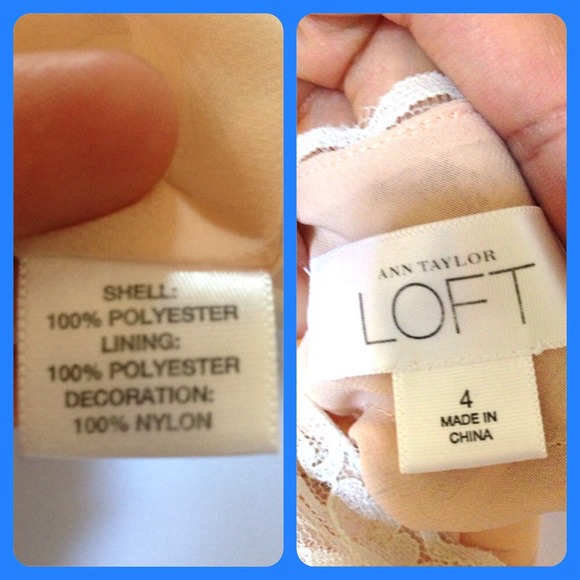 SHELL:
100% POLYESTER
LINING:
100% POLYESTER
DECORATION:
100% NYLON
ANN TAYLOR
LOFT
4
MADE IN
CHINA